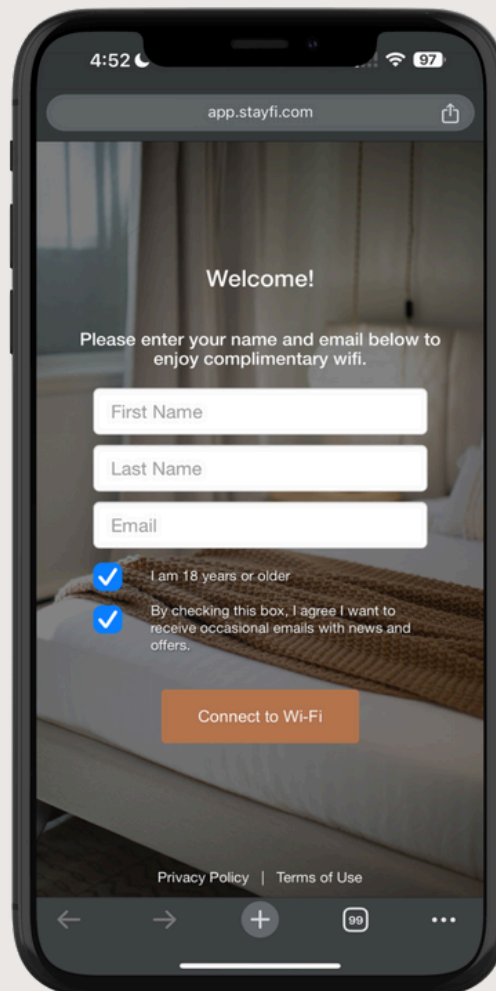 4:52
97
app.stayfi.com
Welcome!
Please enter your name and email below to
enjoy complimentary wifi.
First Name
Last Name
Email
I am 18 years or older
By checking this box, I agree I want to
receive occasional emails with news and
offers.
Connect to Wi-Fi
Privacy Policy | Terms of Use
99